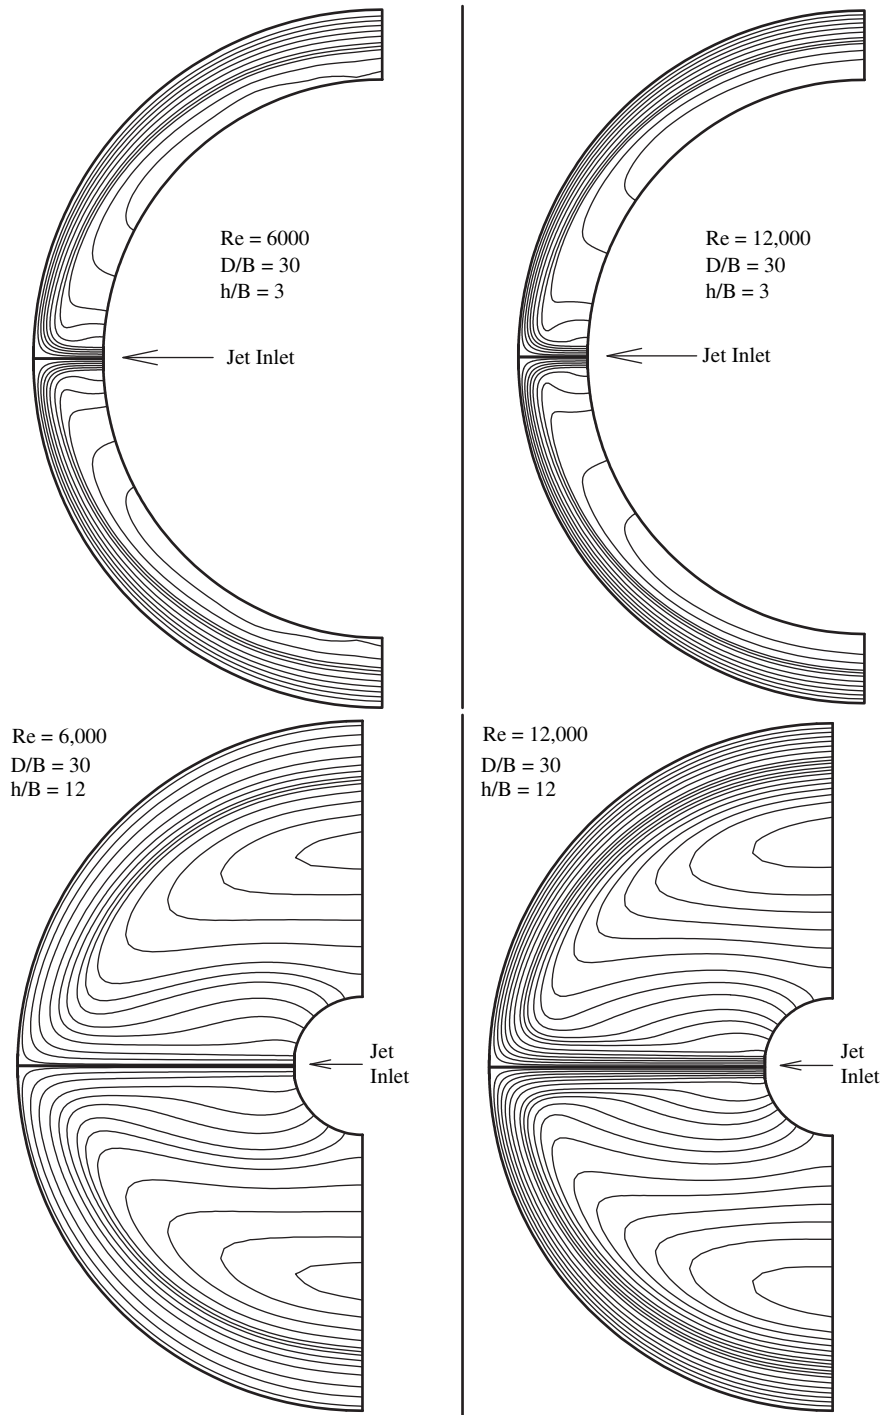 Re = 6000
D/B = 30
h/B = 3
Jet Inlet
Re = 12,000
D/B = 30
h/B = 3
Jet Inlet
Re = 6,000
D/B = 30
h/B = 12
Jet
Inlet
Re = 12,000
D/B = 30
h/B = 12
Jet
Inlet